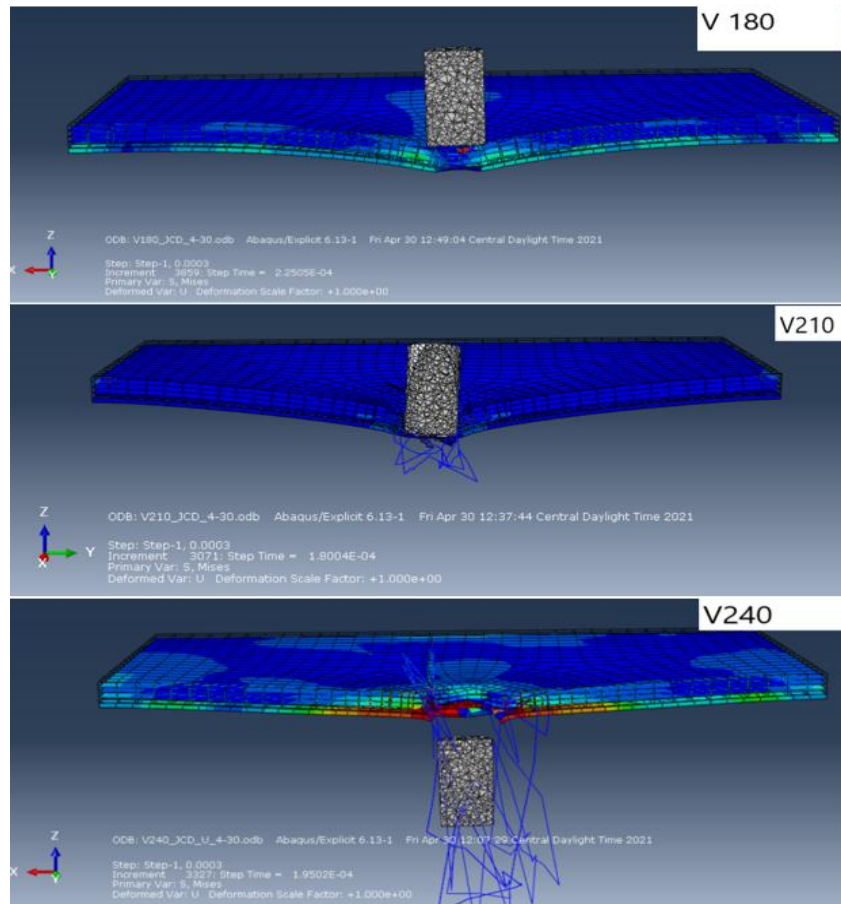 V 180
Z
X
Y
ODB: V180_JCD_4-30.odb Abaqus/Explicit 6.13-1 Fri Apr 30 12:49:04 Central Daylight Time 2021
Step: Step-1, 0.0003
Increment 3859: Step Time = 2.2505E-04
Primary Var: S, Mises
Deformed Var: U Deformation Scale Factor: +1.000e+00
V210
Z
Y
X
ODB: V210_JCD_4-30.odb Abaqus/Explicit 6.13-1 Fri Apr 30 12:37:44 Central Daylight Time 2021
Step: Step-1, 0.0003
Increment 3071: Step Time = 1.8004E-04
Primary Var: S, Mises
Deformed Var: U Deformation Scale Factor: +1.000e+00
V240
Z
X
Y
ODB: V240_JCD_U_4-30.odb Abaqus/Explicit 6.13-1 Fri Apr 30 Central Daylight Time 2021
Step: Step-1, 0.0003
Increment 3327: Step Time = 1.9502E-04
Primary Var: S, Mises
Deformed Var: U Deformation Scale Factor: +1.000e+00